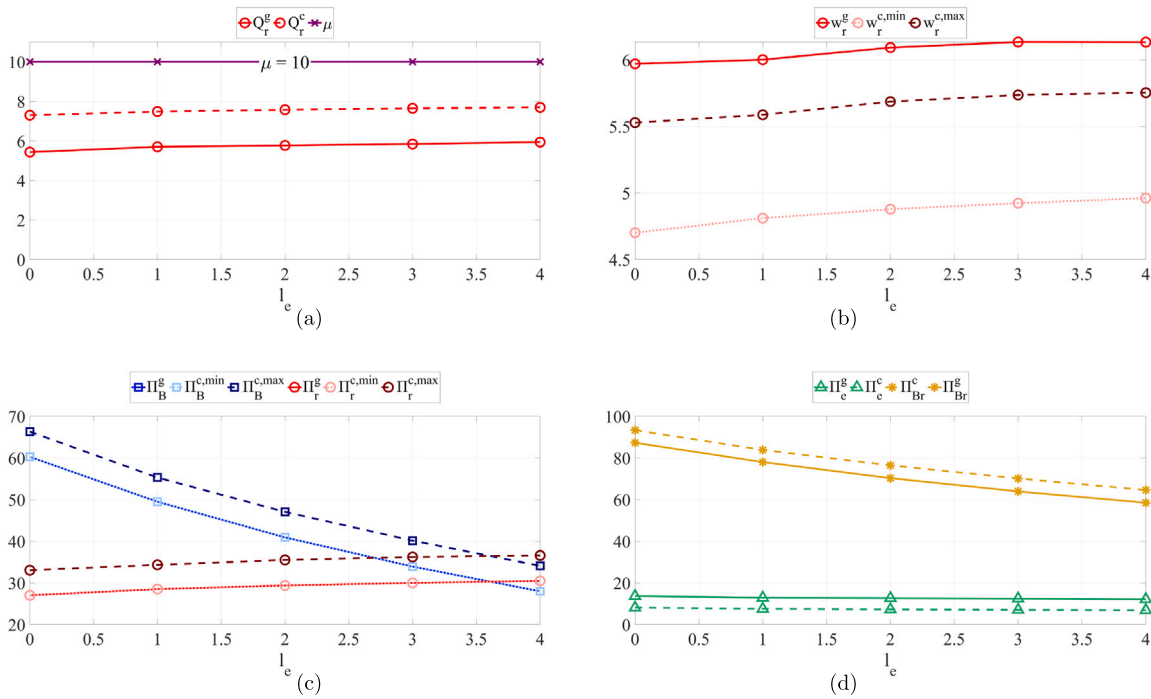 Q_r^g Q_r^c μ
10
μ = 10
8
6
4
2
0
0 0.5 1 1.5 2 2.5 3 3.5 4
l_e
(a)
w_r^g w_r^{c,min} w_r^{c,max}
6
5.5
5
4.5
0 0.5 1 1.5 2 2.5 3 3.5 4
l_e
(b)
Π_B^g Π_B^{c,min} Π_B^{c,max} Π_r^g Π_r^{c,min} Π_r^{c,max}
70
60
50
40
30
20
0 0.5 1 1.5 2 2.5 3 3.5 4
l_e
(c)
Π_e^g Π_e^c Π_{Br}^c Π_{Br}^g
100
80
60
40
20
0
0 0.5 1 1.5 2 2.5 3 3.5 4
l_e
(d)